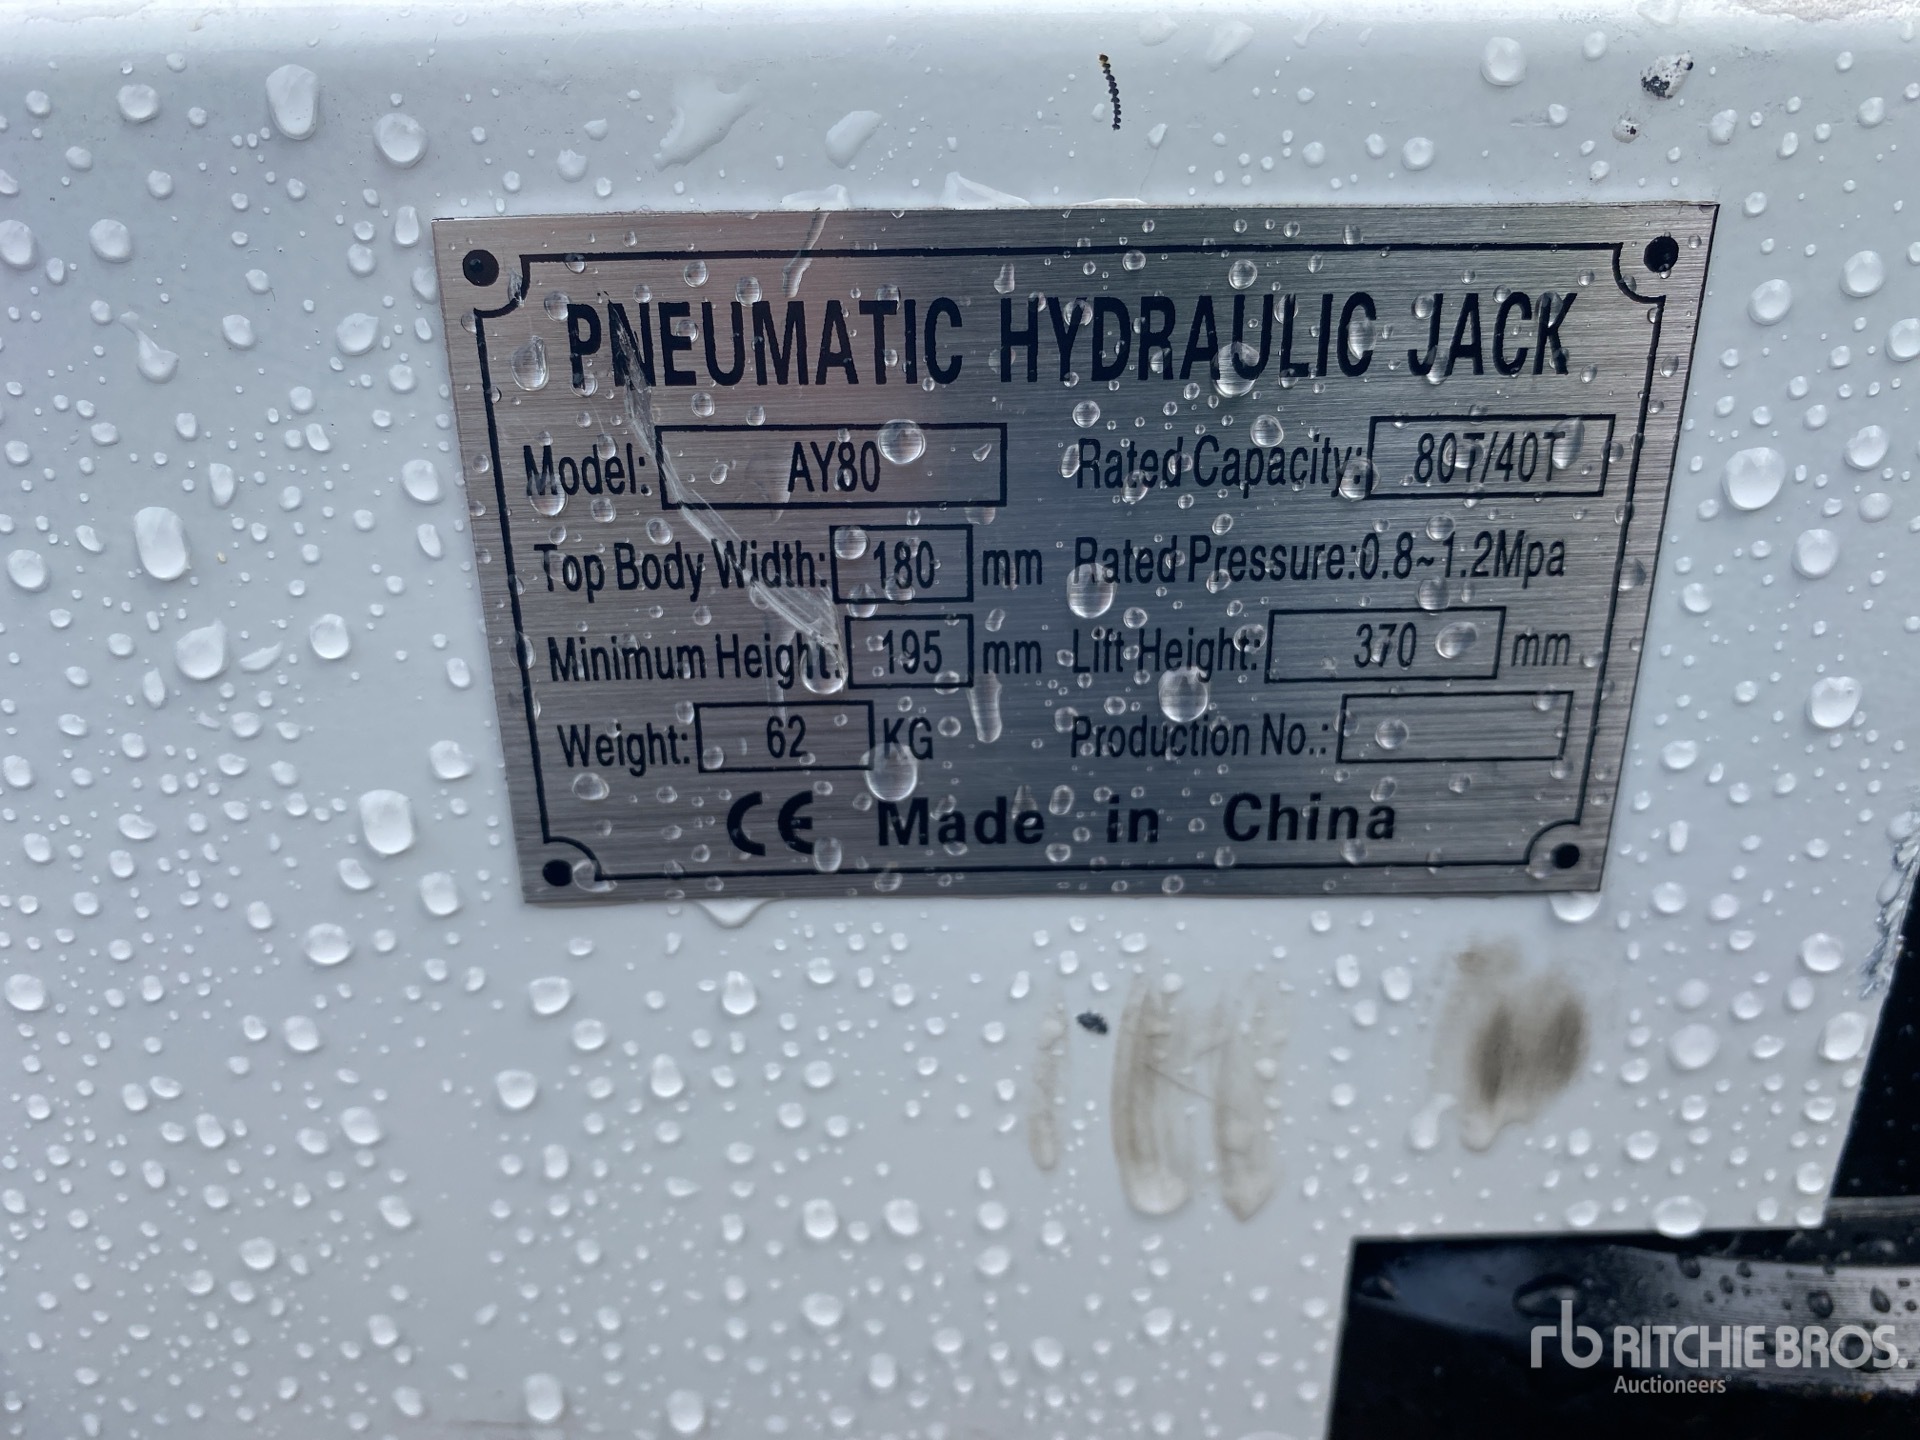 PNEUMATIC HYDRAULIC JACK
Model: AY80 Rated Capacity: 80T/40T
Top Body Width: 180 mm Rated Pressure:0.8~1.2Mpa
Minimum Height: 195 mm Lift Height: 370 mm
Weight: 62 KG Production No.:
CE Made in China
rb RITCHIE BROS.
Auctioneers